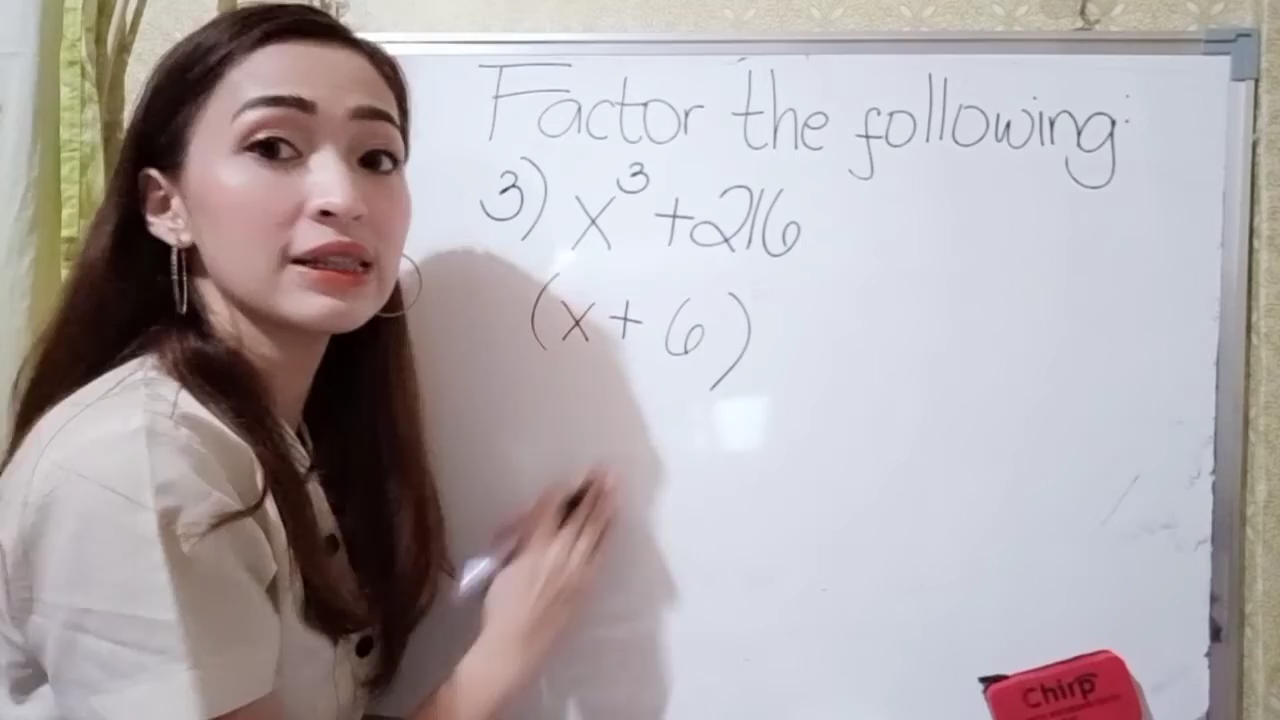 Factor the following:
3) x³ + 216
(x + 6)
Chirp